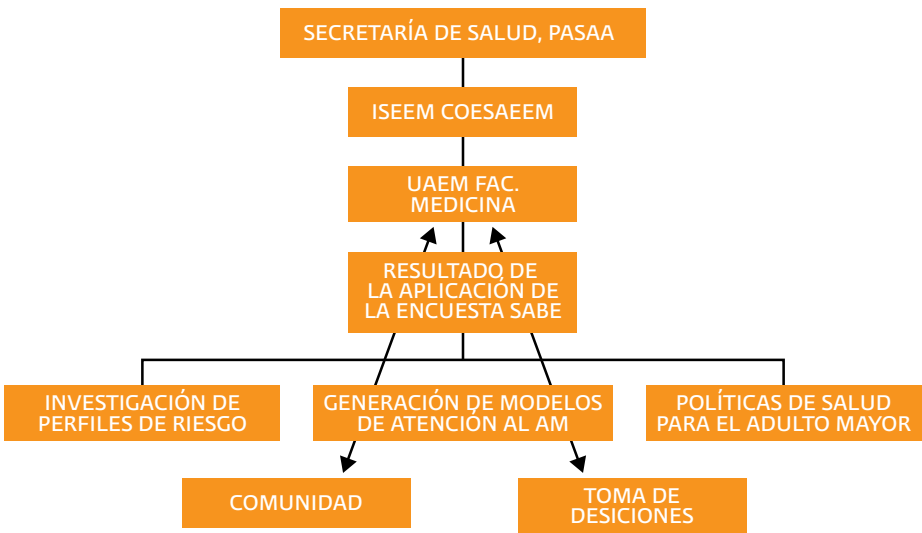 SECRETARÍA DE SALUD, PASAA
ISEEM COESAEEM
UAEM FAC.
MEDICINA
RESULTADO DE
LA APLICACIÓN DE
LA ENCUESTA SABE
INVESTIGACIÓN DE
PERFILES DE RIESGO
GENERACIÓN DE MODELOS
DE ATENCIÓN AL AM
POLÍTICAS DE SALUD
PARA EL ADULTO MAYOR
COMUNIDAD
TOMA DE
DESICIONES